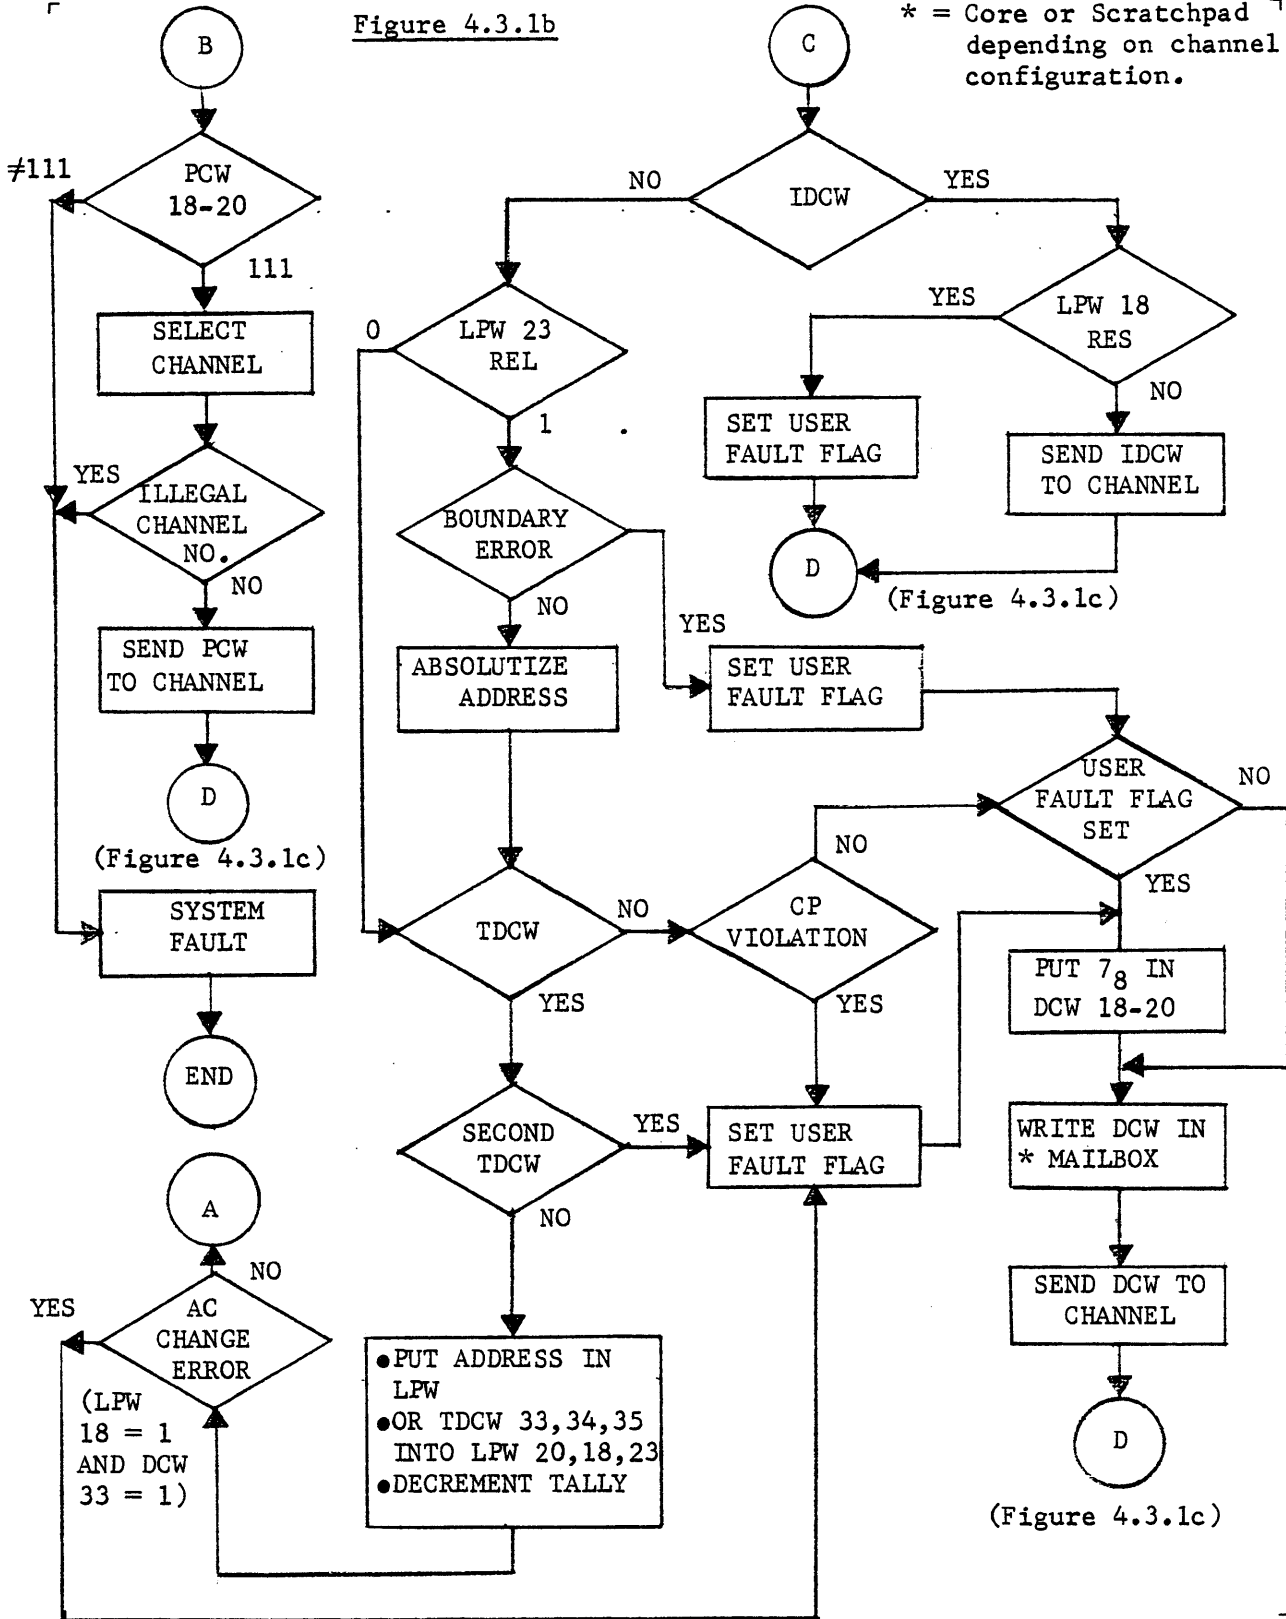 Figure 4.3.1b
* = Core or Scratchpad
depending on channel
configuration.
B
PCW
18-20
≠111
111
SELECT
CHANNEL
ILLEGAL
CHANNEL
NO.
YES
NO
SEND PCW
TO CHANNEL
D
(Figure 4.3.1c)
SYSTEM
FAULT
END
A
NO
YES
AC
CHANGE
ERROR
(LPW
18 = 1
AND DCW
33 = 1)
C
IDCW
NO
YES
LPW 23
REL
0
1
BOUNDARY
ERROR
NO
YES
ABSOLUTIZE
ADDRESS
SET USER
FAULT FLAG
TDCW
NO
YES
CP
VIOLATION
NO
YES
SECOND
TDCW
YES
NO
SET USER
FAULT FLAG
●PUT ADDRESS IN
LPW
●OR TDCW 33,34,35
INTO LPW 20,18,23
●DECREMENT TALLY
LPW 18
RES
YES
NO
SET USER
FAULT FLAG
SEND IDCW
TO CHANNEL
D
(Figure 4.3.1c)
USER
FAULT FLAG
SET
NO
YES
PUT 7₈ IN
DCW 18-20
WRITE DCW IN
* MAILBOX
SEND DCW TO
CHANNEL
D
(Figure 4.3.1c)